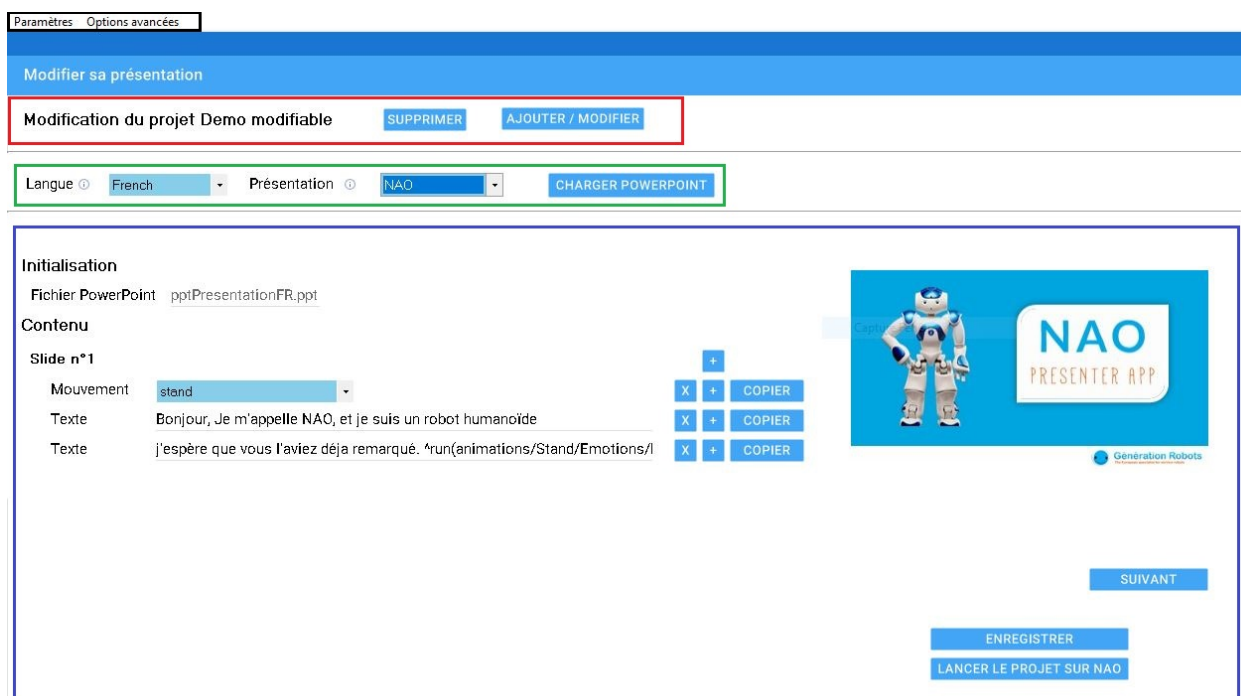 Paramètres Options avancées
Modifier sa présentation
Modification du projet Demo modifiable SUPPRIMER AJOUTER / MODIFIER
Langue French Présentation NAO CHARGER POWERPOINT
Initialisation
Fichier PowerPoint pptPresentationFR.ppt
Contenu
Slide n°1 +
Mouvement stand X + COPIER
Texte Bonjour, Je m'appelle NAO, et je suis un robot humanoïde X + COPIER
Texte j'espère que vous l'aviez déja remarqué. ^run(animations/Stand/Emotions/ X + COPIER
NAO
PRESENTER APP
Génération Robots
SUIVANT
ENREGISTRER
LANCER LE PROJET SUR NAO